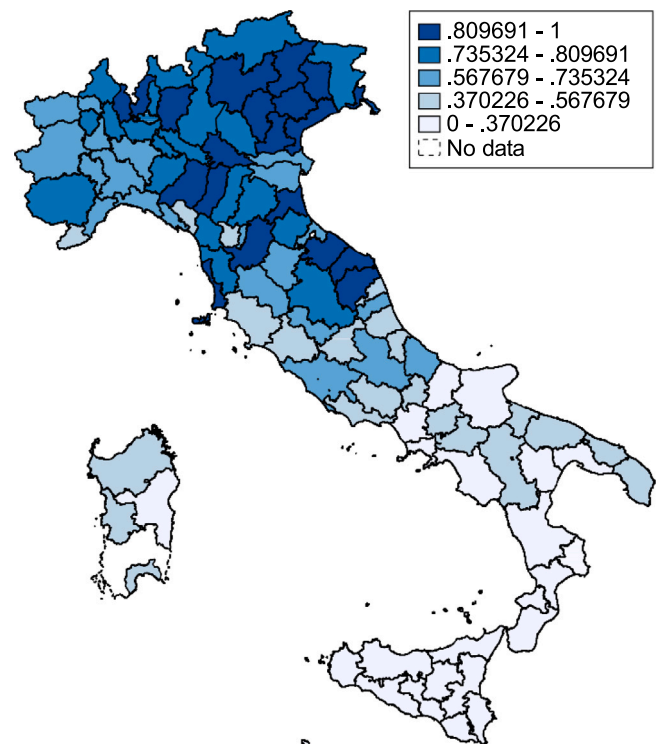 .809691 - 1
.735324 - .809691
.567679 - .735324
.370226 - .567679
0 - .370226
No data